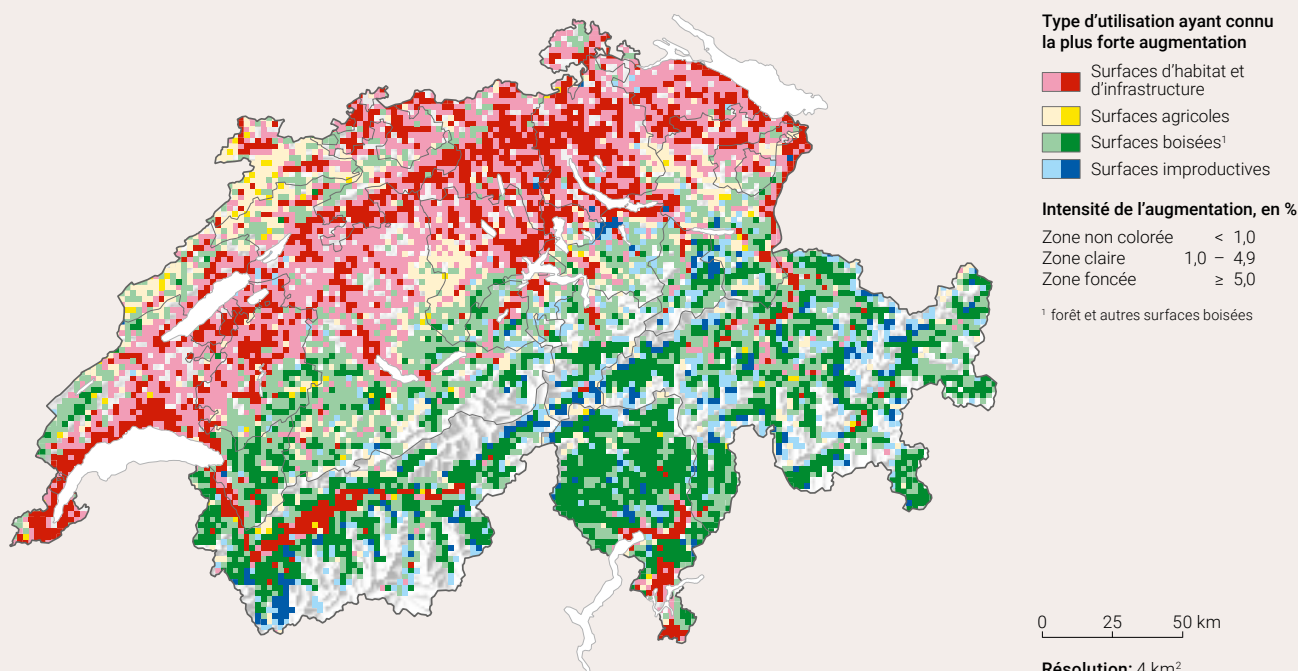 Type d'utilisation ayant connu
la plus forte augmentation
Surfaces d'habitat et
d'infrastructure
Surfaces agricoles
Surfaces boisées¹
Surfaces improductives
Intensité de l'augmentation, en %
Zone non colorée < 1,0
Zone claire 1,0 – 4,9
Zone foncée ≥ 5,0
¹ forêt et autres surfaces boisées
0 25 50 km
Résolution: 4 km²